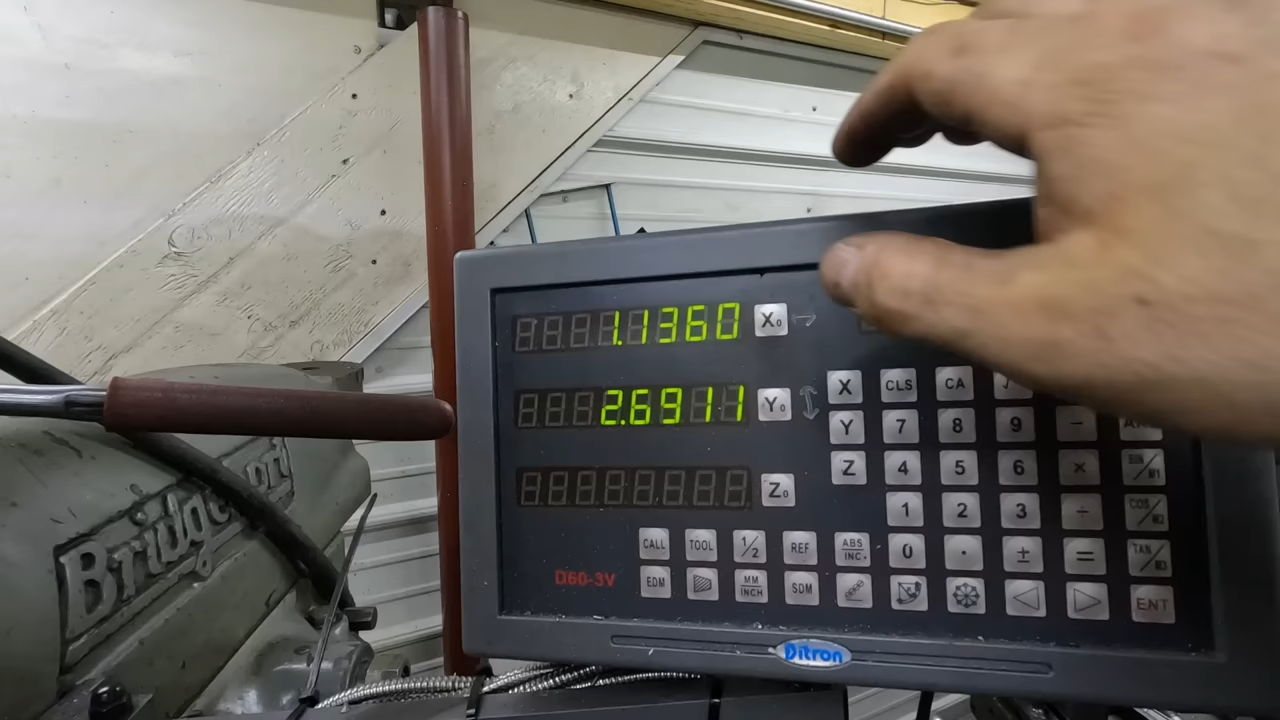 1.1360 X₀
2.6911 Y₀
Z₀
X CLS CA
Y 7 8 9 −
Z 4 5 6 ×
1 2 3 ÷
CALL TOOL 1/2 REF ABS/INC 0 · ± =
EDM MM/INCH SDM ENT
D60-3V
Ditron
Bridgeport